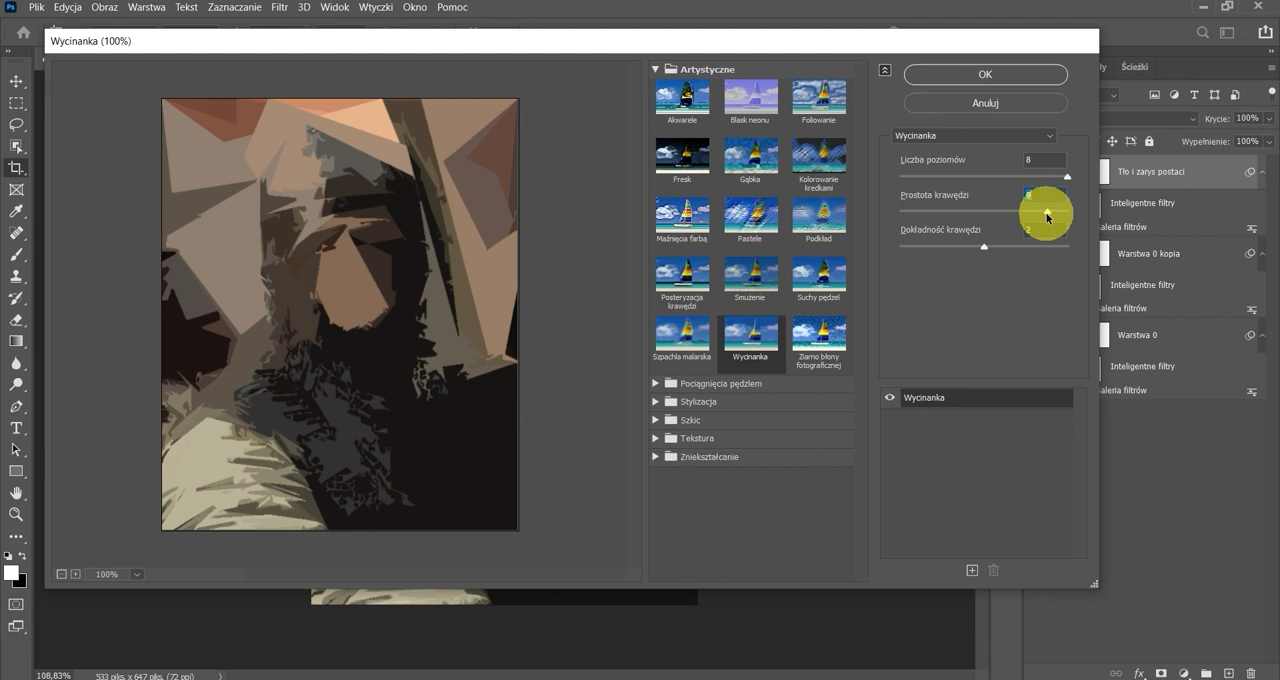 Ps Plik Edycja Obraz Warstwa Tekst Zaznaczanie Filtr 3D Widok Wtyczki Okno Pomoc
Wycinanka (100%)
Artystyczne
Akwarele Blask neonu Foliowanie
Fresk Gąbka Kolorowanie kredkami
Maźnięcia farbą Pastele Podkład
Posteryzacja krawędzi Smużenie Suchy pędzel
Szpachla malarska Wycinanka Ziarno błony fotograficznej
Pociągnięcia pędzlem
Stylizacja
Szkic
Tekstura
Zniekształcanie
OK
Anuluj
Wycinanka
Liczba poziomów 8
Prostota krawędzi 9
Dokładność krawędzi 2
Wycinanka
Ścieżki
Krycie: 100%
Wypełnienie: 100%
Tło i zarys postaci
Inteligentne filtry
aleria filtrów
Warstwa 0 kopia
Inteligentne filtry
aleria filtrów
Warstwa 0
Inteligentne filtry
aleria filtrów
100%
108,83% 533 piks. x 647 piks. (72 ppi)